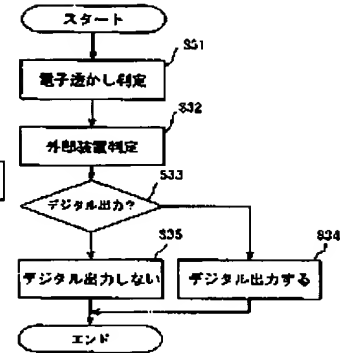 スタート
S31
電子透かし判定
S32
外部装置判定
S33
デジタル出力?
S35
S34
デジタル出力しない
デジタル出力する
エンド